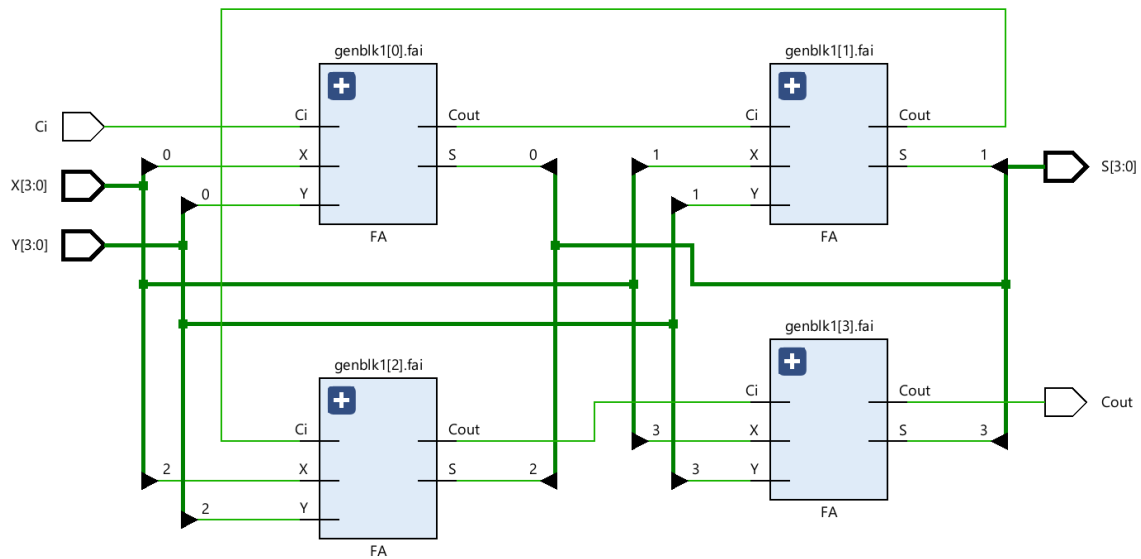 genblk1[0].fai
genblk1[1].fai
Ci
Ci
Cout
Ci
Cout
X[3:0]
0
X
S
0
1
X
S
1
S[3:0]
0
Y
1
Y
Y[3:0]
FA
FA
genblk1[2].fai
genblk1[3].fai
Ci
Cout
Cout
Ci
Cout
3
X
S
3
2
X
S
2
3
Y
2
Y
FA
FA